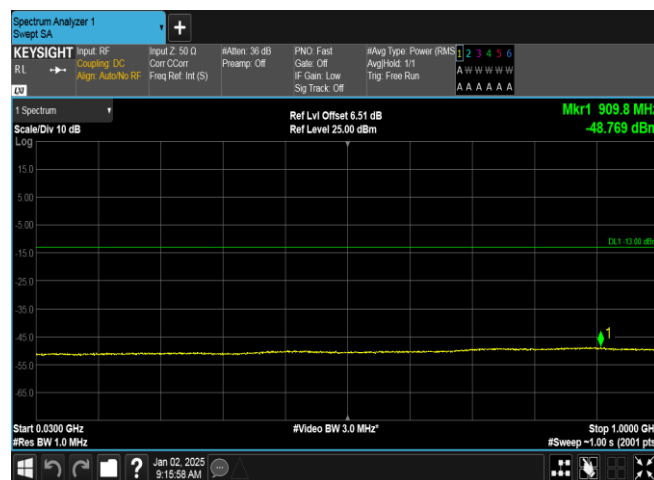 Spectrum Analyzer 1
Swept SA
+
KEYSIGHT
RL
LXI
Input: RF
Coupling: DC
Align: Auto/No RF
Input Z: 50 Ω
Corr CCorr
Freq Ref: Int (S)
#Atten: 36 dB
Preamp: Off
PNO: Fast
Gate: Off
IF Gain: Low
Sig Track: Off
#Avg Type: Power (RMS
Avg|Hold: 1/1
Trig: Free Run
1 2 3 4 5 6
A W W W W W
A A A A A A
1 Spectrum
Scale/Div 10 dB
Log
Ref Lvl Offset 6.51 dB
Ref Level 25.00 dBm
Mkr1 909.8 MHz
-48.769 dBm
15.0
5.00
-5.00
DL1 -13.00 dBm
-15.0
-25.0
-35.0
1
-45.0
-55.0
-65.0
Start 0.0300 GHz
#Res BW 1.0 MHz
#Video BW 3.0 MHz*
Stop 1.0000 GH
#Sweep ~1.00 s (2001 pts
?
Jan 02, 2025
9:15:58 AM